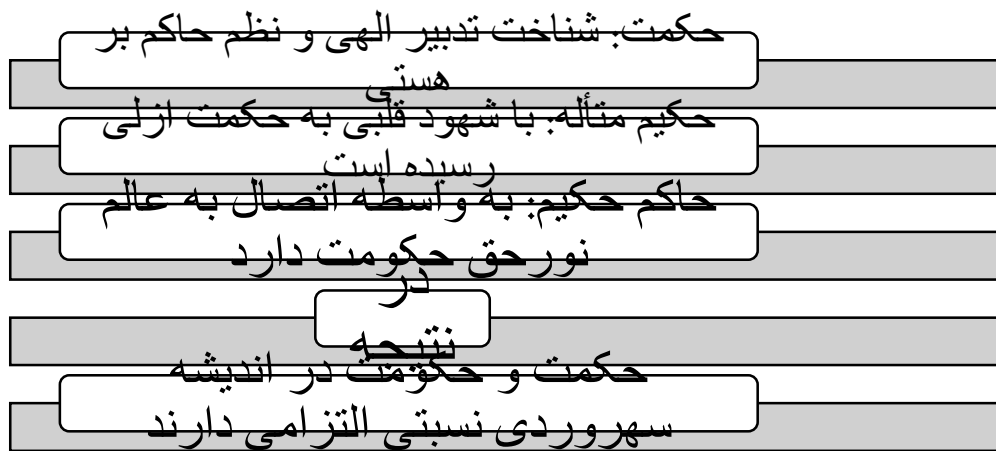 حکمت: شناخت تدبیر الهی و نظم حاکم بر
هستی
حکیم متأله: با شهود قلبی به حکمت ازلی
رسیده است
حاکم حکیم: به واسطه اتصال به عالم
نور حق حکومت دارد
در
نتیجه
حکمت و حکومت در اندیشه
سهروردی نسبتی التزامی دارند